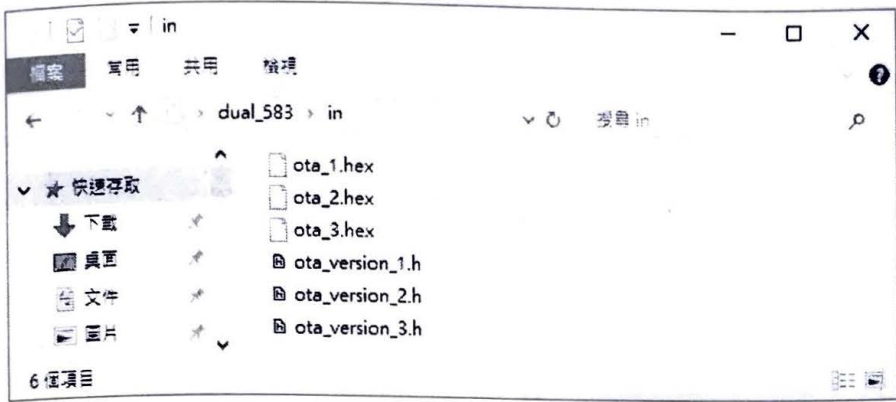 in
檔案 常用 共用 檢視
dual_583 › in 搜尋 in
快速存取
下載
桌面
文件
圖片
ota_1.hex
ota_2.hex
ota_3.hex
ota_version_1.h
ota_version_2.h
ota_version_3.h
6 個項目